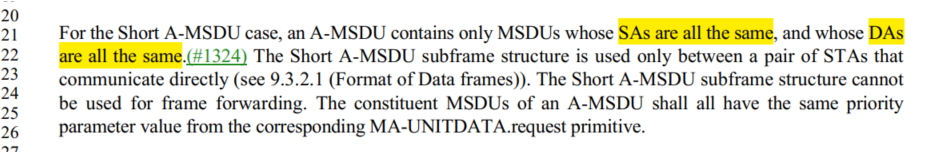 20
21 For the Short A-MSDU case, an A-MSDU contains only MSDUs whose SAs are all the same, and whose DAs
22 are all the same.(#1324) The Short A-MSDU subframe structure is used only between a pair of STAs that
23 communicate directly (see 9.3.2.1 (Format of Data frames)). The Short A-MSDU subframe structure cannot
24 be used for frame forwarding. The constituent MSDUs of an A-MSDU shall all have the same priority
25
26 parameter value from the corresponding MA-UNITDATA.request primitive.
27